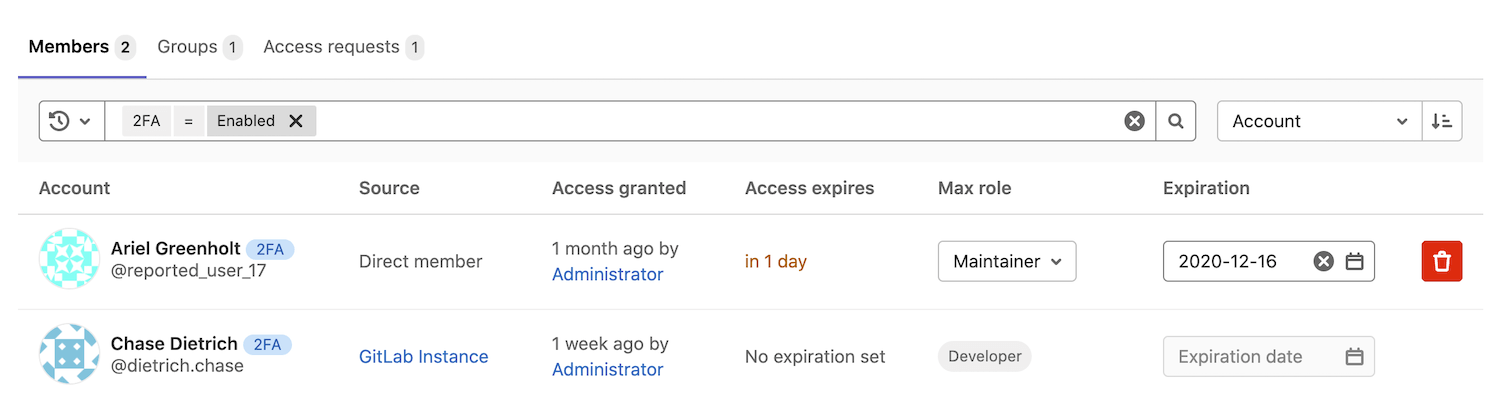 Members 2 Groups 1 Access requests 1
2FA = Enabled Account
Account Source Access granted Access expires Max role Expiration
Ariel Greenholt 2FA
@reported_user_17
Direct member
1 month ago by
Administrator
in 1 day
Maintainer
2020-12-16
Chase Dietrich 2FA
@dietrich.chase
GitLab Instance
1 week ago by
Administrator
No expiration set
Developer
Expiration date